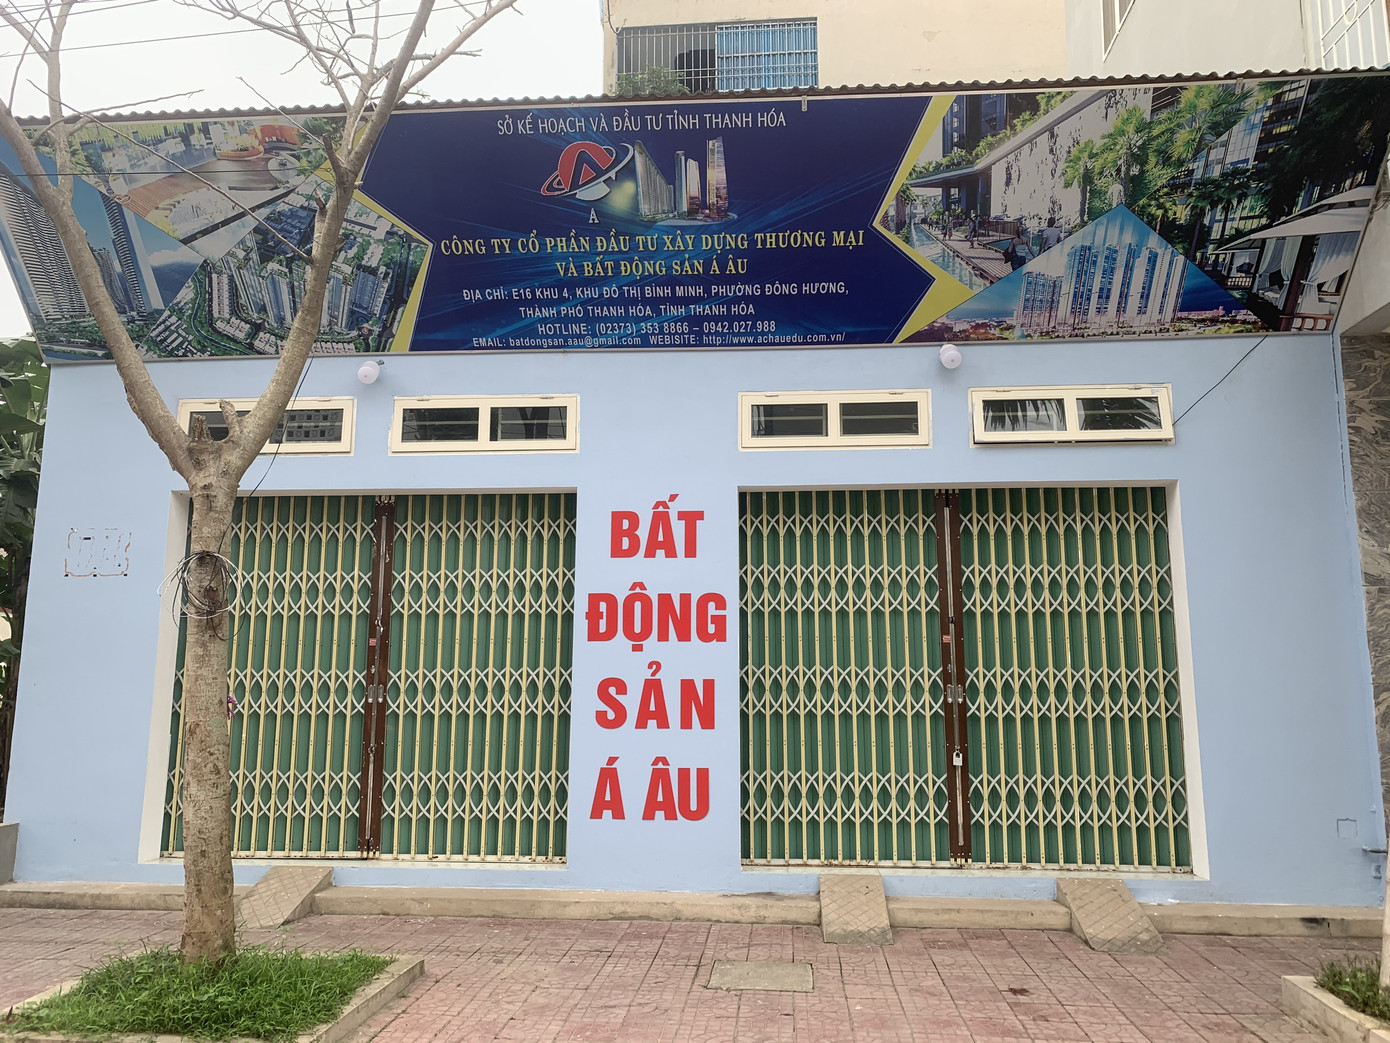 SỞ KẾ HOẠCH VÀ ĐẦU TƯ TỈNH THANH HÓA
A
CÔNG TY CỔ PHẦN ĐẦU TƯ XÂY DỰNG THƯƠNG MẠI
VÀ BẤT ĐỘNG SẢN Á ÂU
ĐỊA CHỈ: E16 KHU 4, KHU ĐÔ THỊ BÌNH MINH, PHƯỜNG ĐÔNG HƯƠNG,
THÀNH PHỐ THANH HÓA, TỈNH THANH HÓA
HOTLINE: (02373) 353 8866 – 0942.027.988
EMAIL: batdongsan.aau@gmail.com WEBISITE: http://www.achauedu.com.vn/
BẤT
ĐỘNG
SẢN
Á ÂU